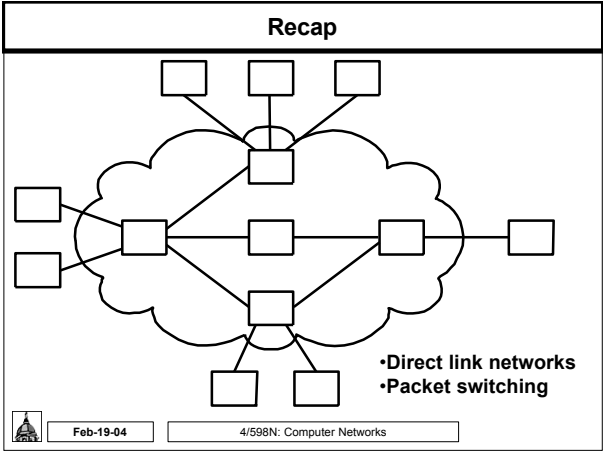 Recap
•Direct link networks
•Packet switching
Feb-19-04
4/598N: Computer Networks